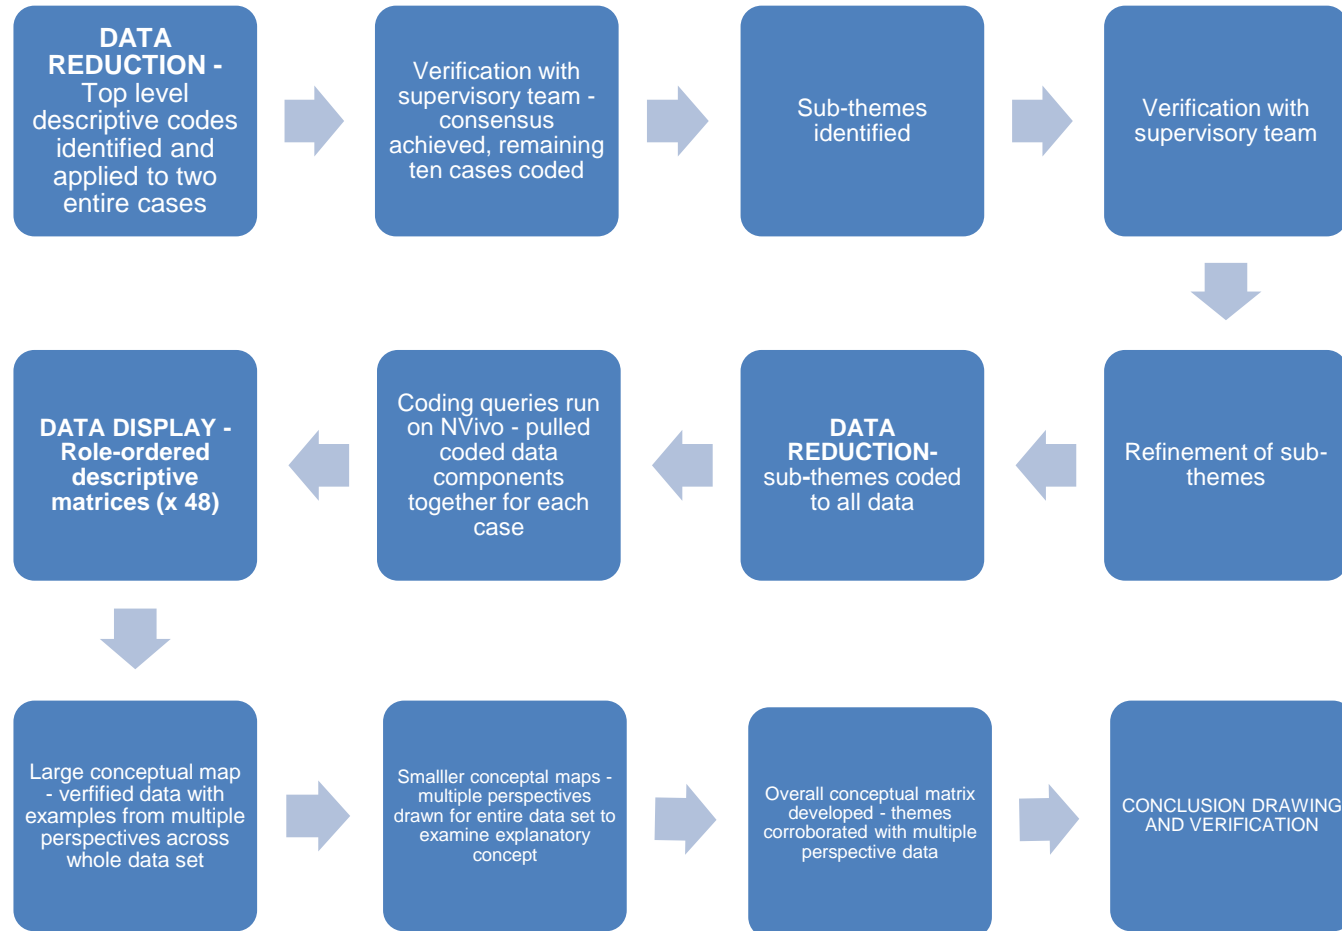 DATA
REDUCTION -
Top level
descriptive codes
identified and
applied to two
entire cases
Verification with
supervisory team -
consensus
achieved, remaining
ten cases coded
Sub-themes
identified
Verification with
supervisory team
Refinement of sub-
themes
DATA
REDUCTION-
sub-themes coded
to all data
Coding queries run
on NVivo - pulled
coded data
components
together for each
case
DATA DISPLAY -
Role-ordered
descriptive
matrices (x 48)
Large conceptual map
- verfified data with
examples from multiple
perspectives across
whole data set
Smalller conceptal maps -
multiple perspectives
drawn for entire data set to
examine explanatory
concept
Overall conceptual matrix
developed - themes
corroborated with multiple
perspective data
CONCLUSION DRAWING
AND VERIFICATION